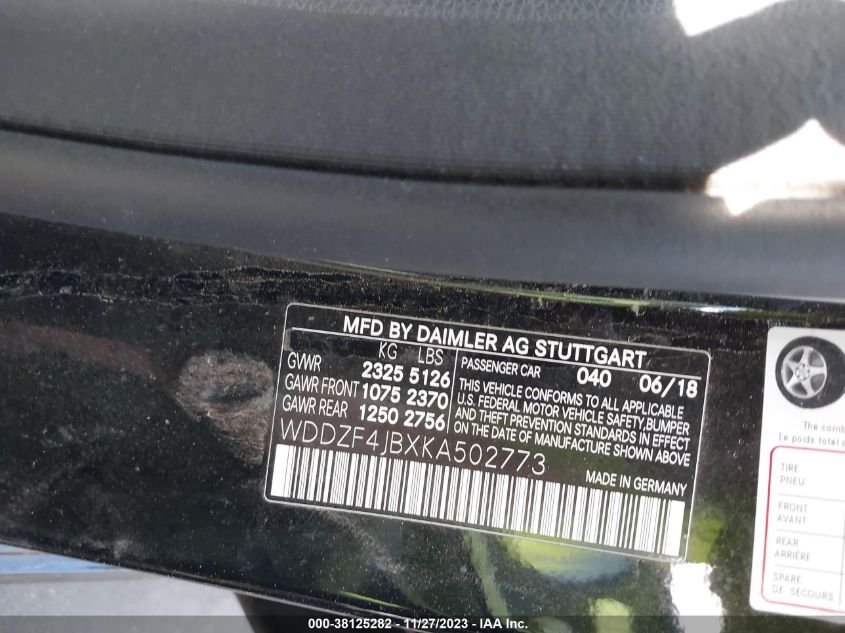 MFD BY DAIMLER AG STUTTGART
KG LBS
GVWR 2325 5126
GAWR FRONT 1075 2370
GAWR REAR 1250 2756
PASSENGER CAR 040 06/18
THIS VEHICLE CONFORMS TO ALL APPLICABLE
U.S. FEDERAL MOTOR VEHICLE SAFETY, BUMPER
AND THEFT PREVENTION STANDARDS IN EFFECT
ON THE DATE OF MANUFACTURE SHOWN ABOVE
WDDZF4JBXKA502773
MADE IN GERMANY
The comb
Le poids total
TIRE
PNEU
FRONT
AVANT
REAR
ARRIÈRE
SPARE
DE SECOURS
000-38125282 - 11/27/2023 - IAA Inc.